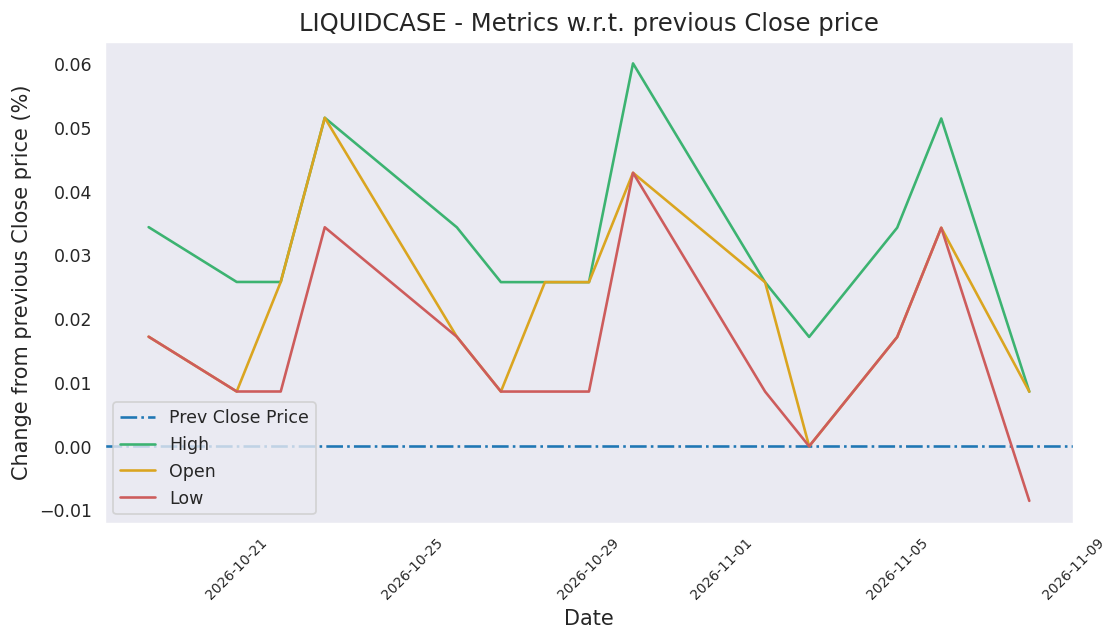 LIQUIDCASE - Metrics w.r.t. previous Close price
Change from previous Close price (%)
0.06
0.05
0.04
0.03
0.02
0.01
0.00
−0.01
Prev Close Price
High
Open
Low
2026-10-21
2026-10-25
2026-10-29
2026-11-01
2026-11-05
2026-11-09
Date